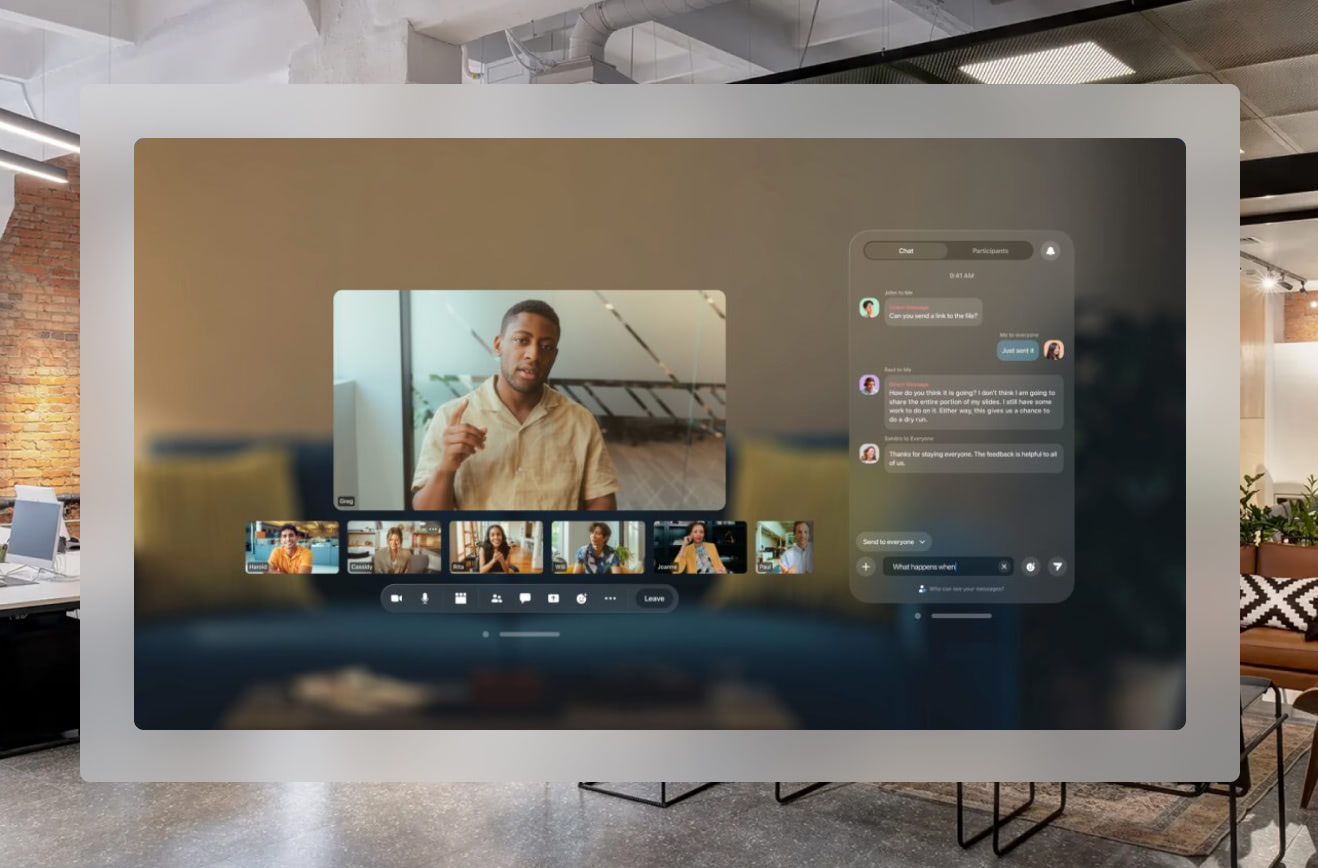 Chat
Participants
9:41 AM
John to Me
Direct Message
Can you send a link to the file?
Me to everyone
Just sent it
Paul to Me
Direct Message
How do you think it is going? I don't think I am going to
share the entire portion of my slides. I still have some
work to do on it. Either way, this gives us a chance to
do a dry run.
Sandra to Everyone
Thanks for staying everyone. The feedback is helpful to all
of us.
Send to everyone
What happens when
Who can see your messages?
Greg
Harold
Cassidy
Rita
Will
Joanne
Paul
Leave